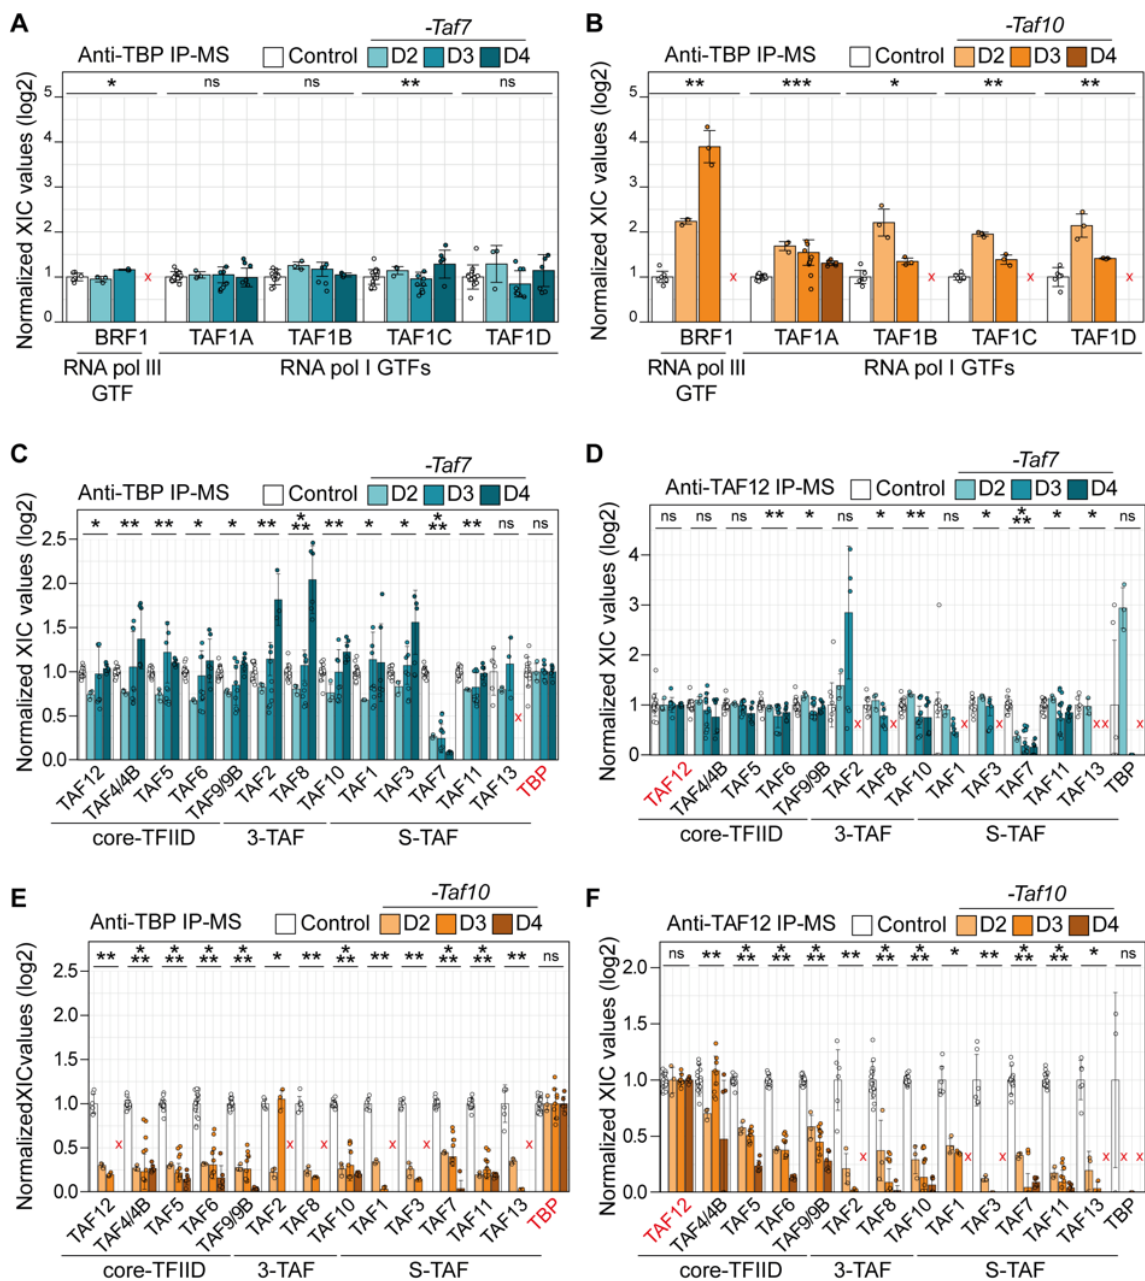 A
-Taf7
Anti-TBP IP-MS Control D2 D3 D4
Normalized XIC values (log2)
* ns ns ** ns
5
4
3
2
1
0
x
BRF1 TAF1A TAF1B TAF1C TAF1D
RNA pol III GTF
RNA pol I GTFs
B
-Taf10
Anti-TBP IP-MS Control D2 D3 D4
Normalized XIC values (log2)
** *** * ** **
5
4
3
2
1
0
x x x x
BRF1 TAF1A TAF1B TAF1C TAF1D
RNA pol III GTF
RNA pol I GTFs
C
-Taf7
Anti-TBP IP-MS Control D2 D3 D4
Normalized XIC values (log2)
* ** ** * * ** *** ** * * *** ** ns ns
2.5
2.0
1.5
1.0
0.5
0.0
x
TAF12 TAF4/4B TAF5 TAF6 TAF9/9B TAF2 TAF8 TAF10 TAF1 TAF3 TAF7 TAF11 TAF13 TBP
core-TFIID 3-TAF S-TAF
D
-Taf7
Anti-TAF12 IP-MS Control D2 D3 D4
Normalized XIC values (log2)
ns ns ns ** * ns * ** ns * *** * * ns
4
3
2
1
0
x x x x x x x
TAF12 TAF4/4B TAF5 TAF6 TAF9/9B TAF2 TAF8 TAF10 TAF1 TAF3 TAF7 TAF11 TAF13 TBP
core-TFIID 3-TAF S-TAF
E
-Taf10
Anti-TBP IP-MS Control D2 D3 D4
NormalizedXICvalues (log2)
** *** *** *** *** * ** *** ** ** *** *** ** ns
2.5
2.0
1.5
1.0
0.5
0.0
x x x x x x
TAF12 TAF4/4B TAF5 TAF6 TAF9/9B TAF2 TAF8 TAF10 TAF1 TAF3 TAF7 TAF11 TAF13 TBP
core-TFIID 3-TAF S-TAF
F
-Taf10
Anti-TAF12 IP-MS Control D2 D3 D4
Normalized XIC values (log2)
ns ** *** *** *** ** *** *** * ** *** *** * ns
2.0
1.5
1.0
0.5
0.0
x x x x x x
TAF12 TAF4/4B TAF5 TAF6 TAF9/9B TAF2 TAF8 TAF10 TAF1 TAF3 TAF7 TAF11 TAF13 TBP
core-TFIID 3-TAF S-TAF